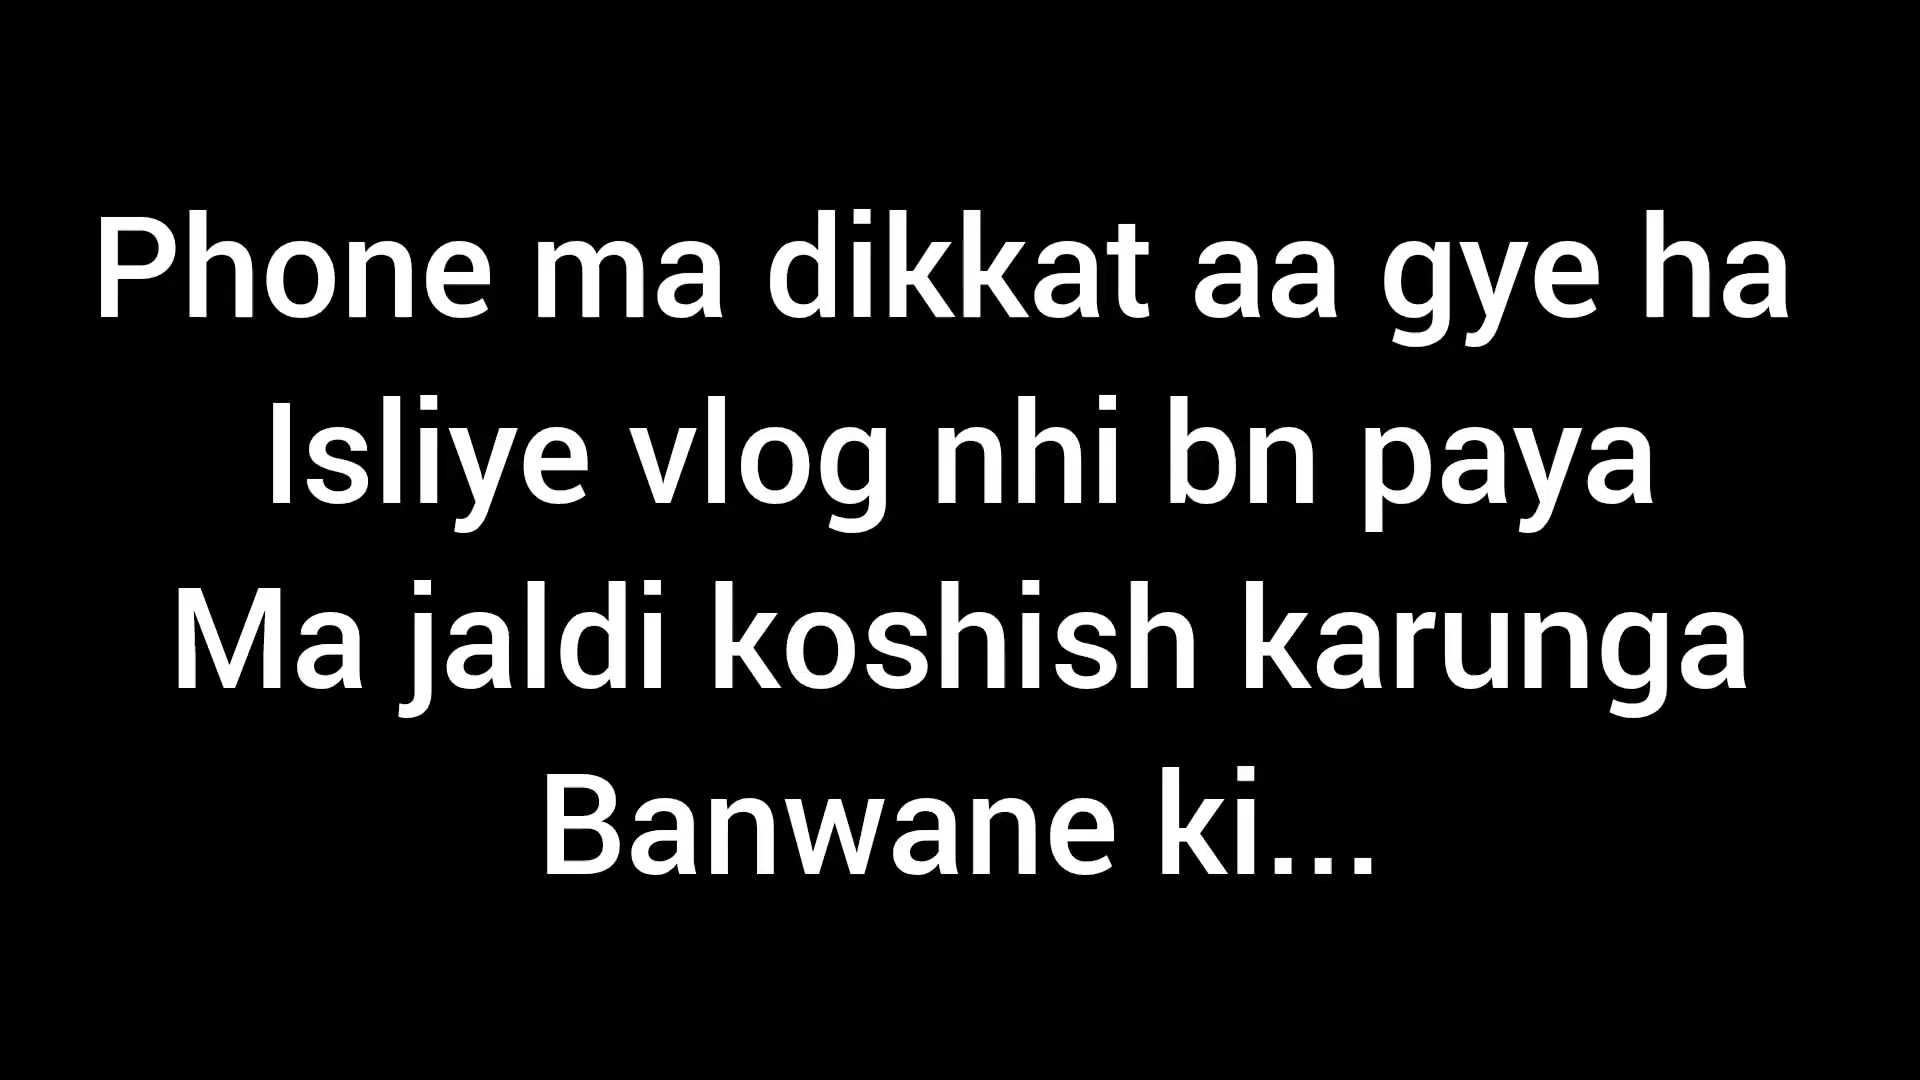 Phone ma dikkat aa gye ha
Isliye vlog nhi bn paya
Ma jaldi koshish karunga
Banwane ki...